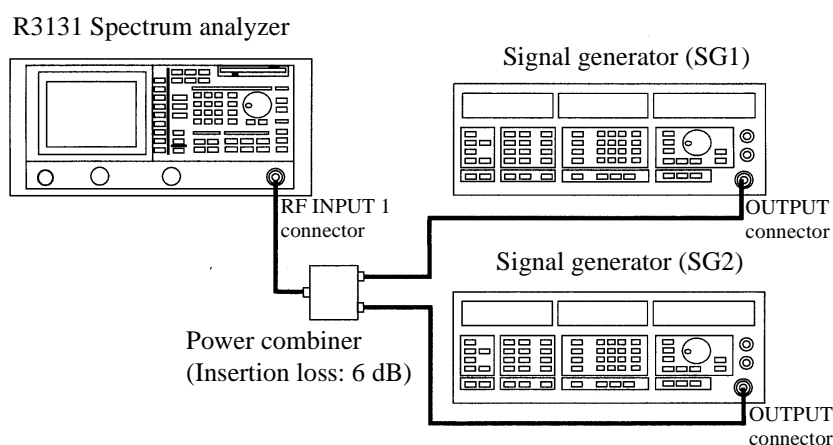 R3131 Spectrum analyzer
Signal generator (SG1)
RF INPUT 1
connector
OUTPUT
connector
Signal generator (SG2)
Power combiner
(Insertion loss: 6 dB)
OUTPUT
connector